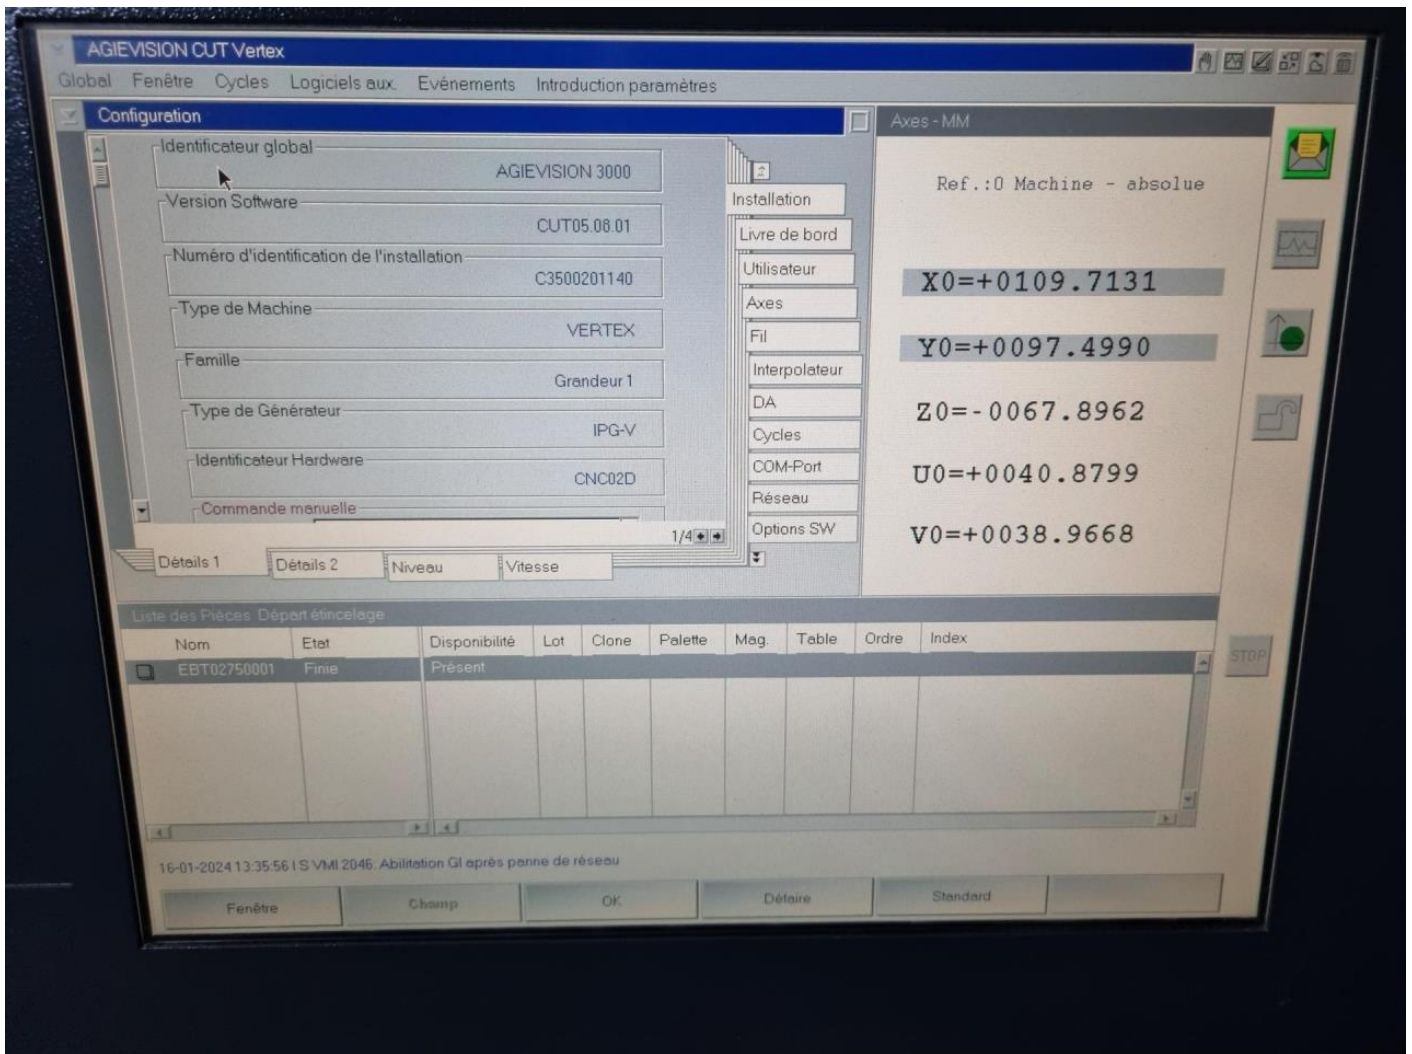 AGIEVISION CUT Vertex
Global Fenêtre Cycles Logiciels aux. Evénements Introduction paramètres
Configuration
Identificateur global
AGIEVISION 3000
Version Software
CUT05.08.01
Numéro d'identification de l'installation
C3500201140
Type de Machine
VERTEX
Famille
Grandeur 1
Type de Générateur
IPG-V
Identificateur Hardware
CNC02D
Commande manuelle
1/4
Détails 1 Détails 2 Niveau Vitesse
Installation
Livre de bord
Utilisateur
Axes
Fil
Interpolateur
DA
Cycles
COM-Port
Réseau
Options SW
Axes - MM
Ref.:0 Machine - absolue
X0=+0109.7131
Y0=+0097.4990
Z0=-0067.8962
U0=+0040.8799
V0=+0038.9668
Liste des Pièces Départ étincelage
Nom Etat Disponibilité Lot Clone Palette Mag. Table Ordre Index
EBT02750001 Finie Présent
STOP
16-01-2024 13:35:56 I S VMI 2046: Abilitation GI après panne de réseau
Fenêtre Champ OK Défaire Standard